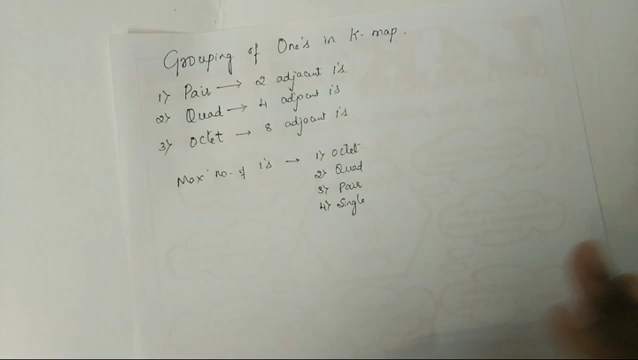 Grouping of One's in K-map.
1) Pair → 2 adjacent 1's
2) Quad → 4 adjacent 1's
3) Octet → 8 adjacent 1's
Max' no. of 1's → 1) Octet
2) Quad
3) Pair
4) Single